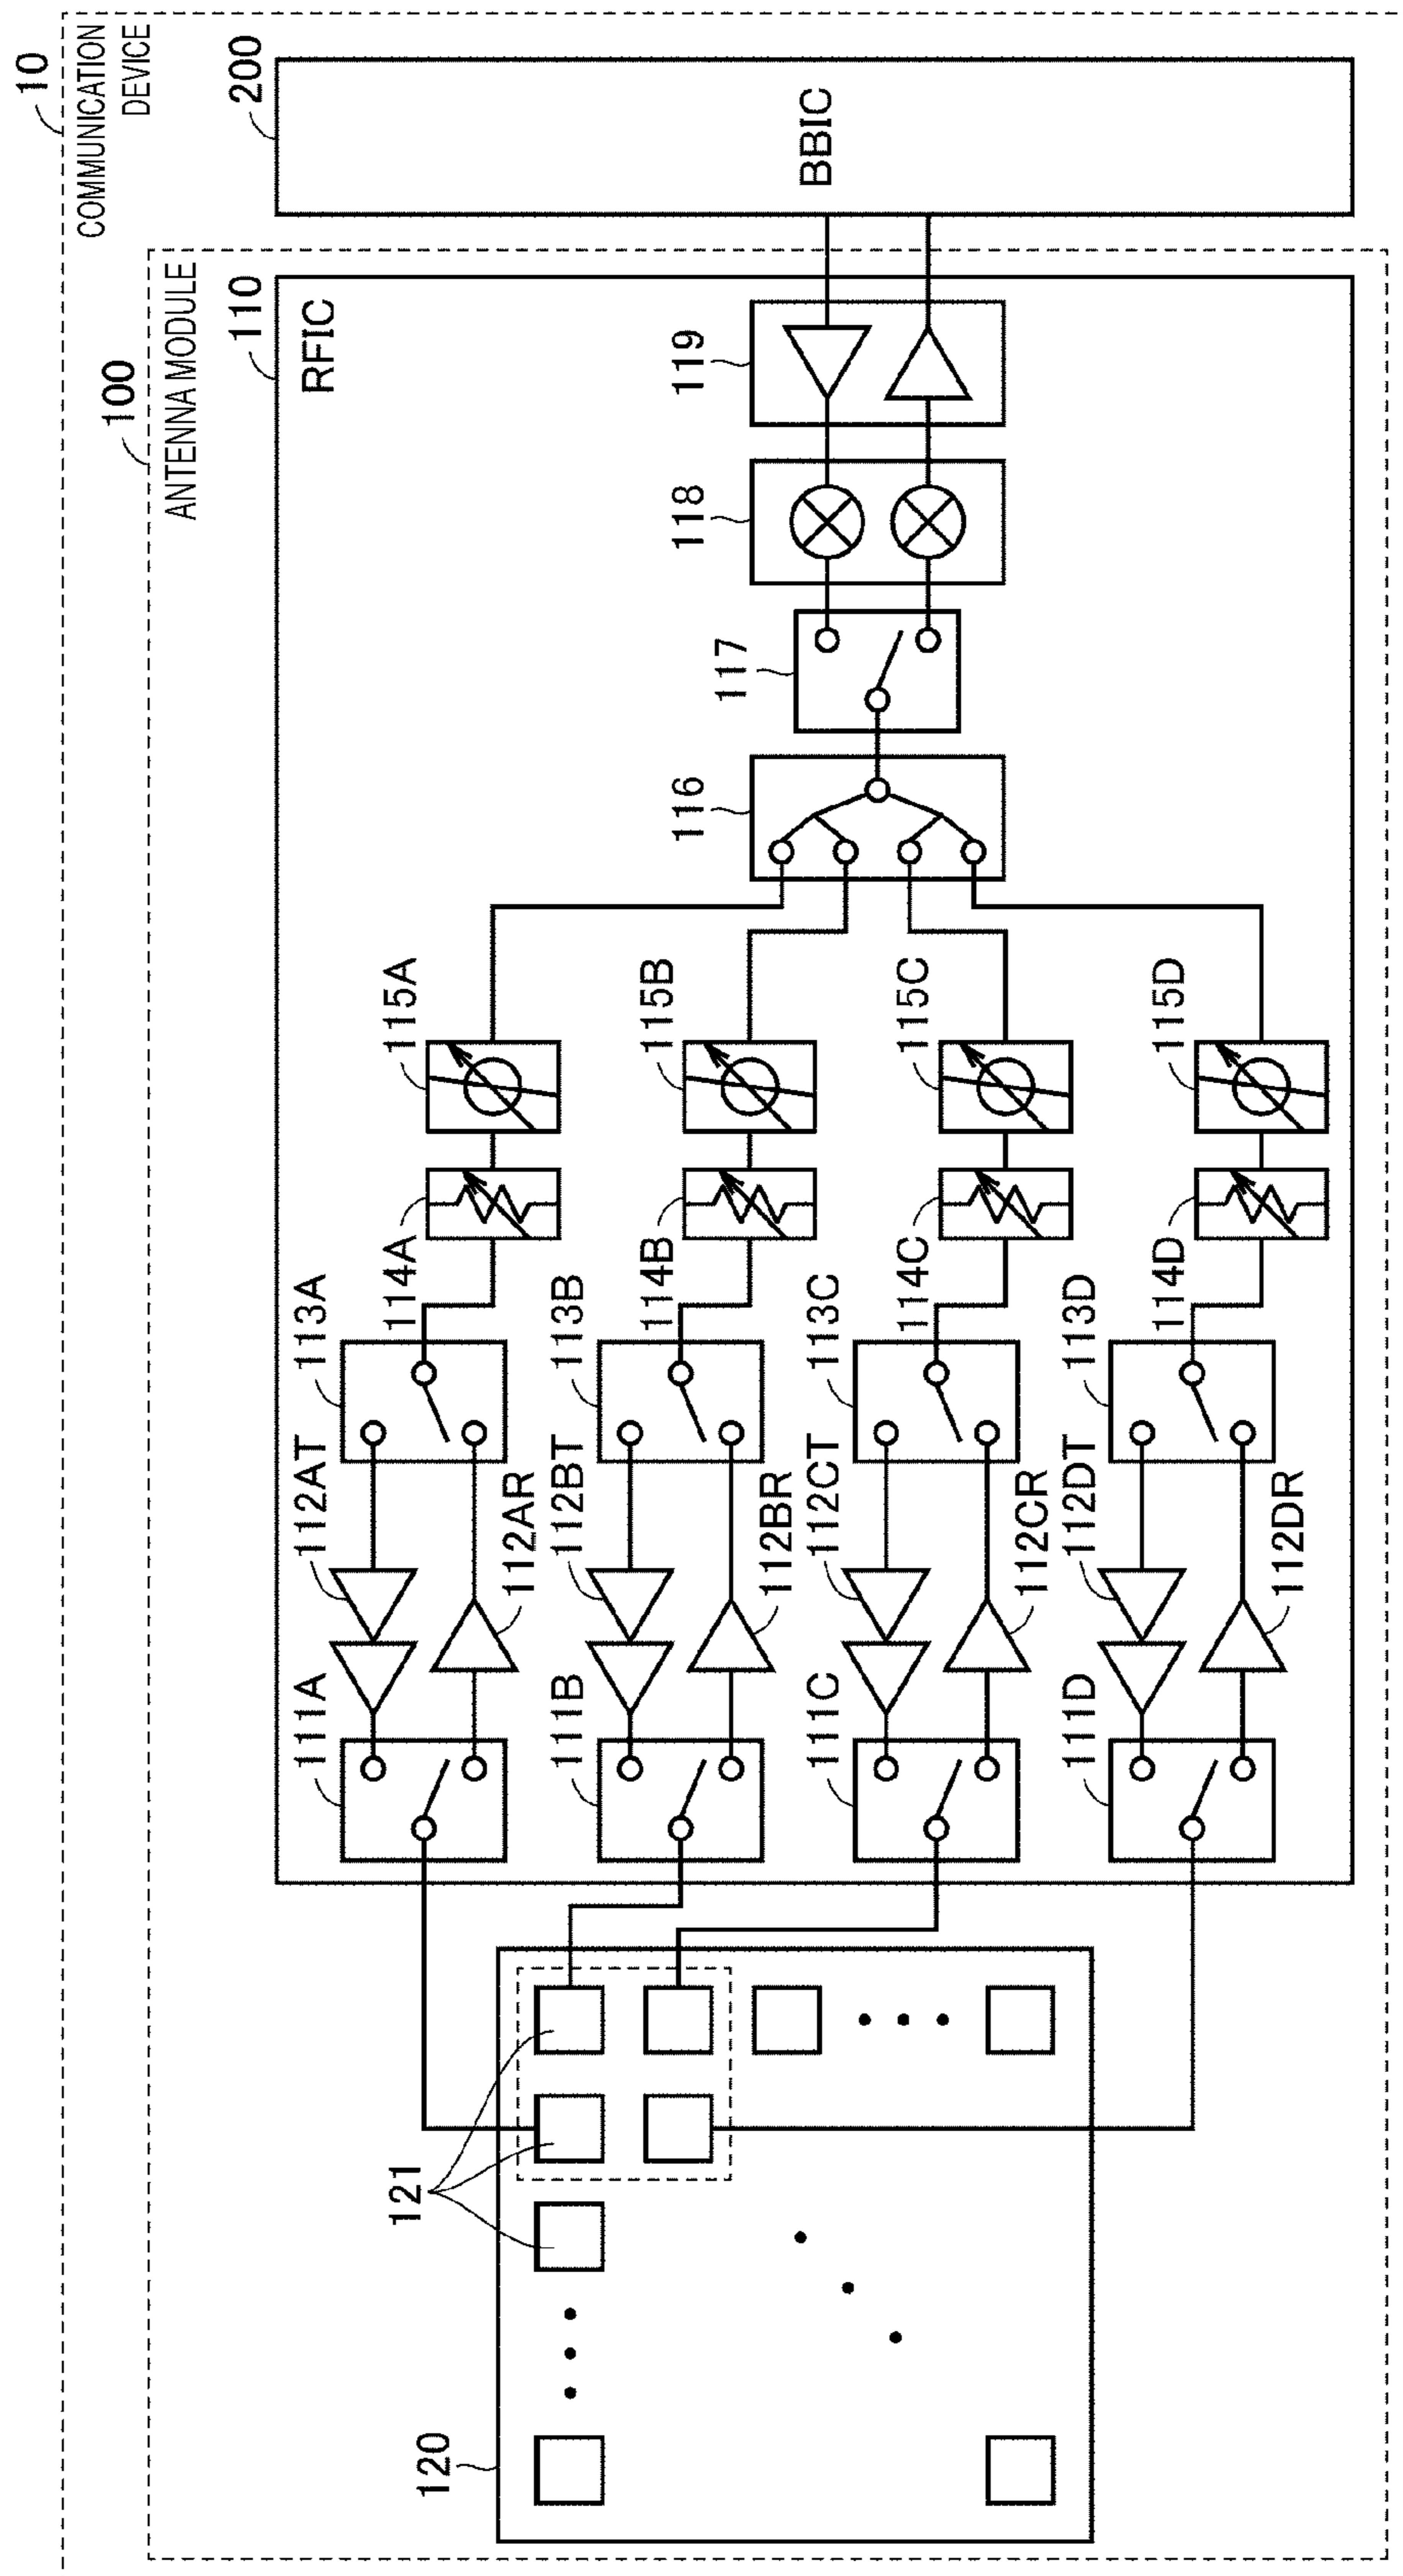 10
COMMUNICATION
DEVICE
100
ANTENNA MODULE
110
RFIC
200
BBIC
120
121
111A
112AT
112AR
113A
114A
115A
111B
112BT
112BR
113B
114B
115B
111C
112CT
112CR
113C
114C
115C
111D
112DT
112DR
113D
114D
115D
116
117
118
119